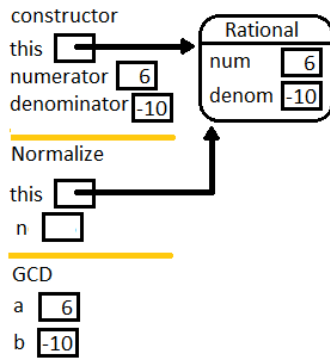 constructor
this
numerator 6
denominator -10
Rational
num 6
denom -10
Normalize
this
n
GCD
a 6
b -10